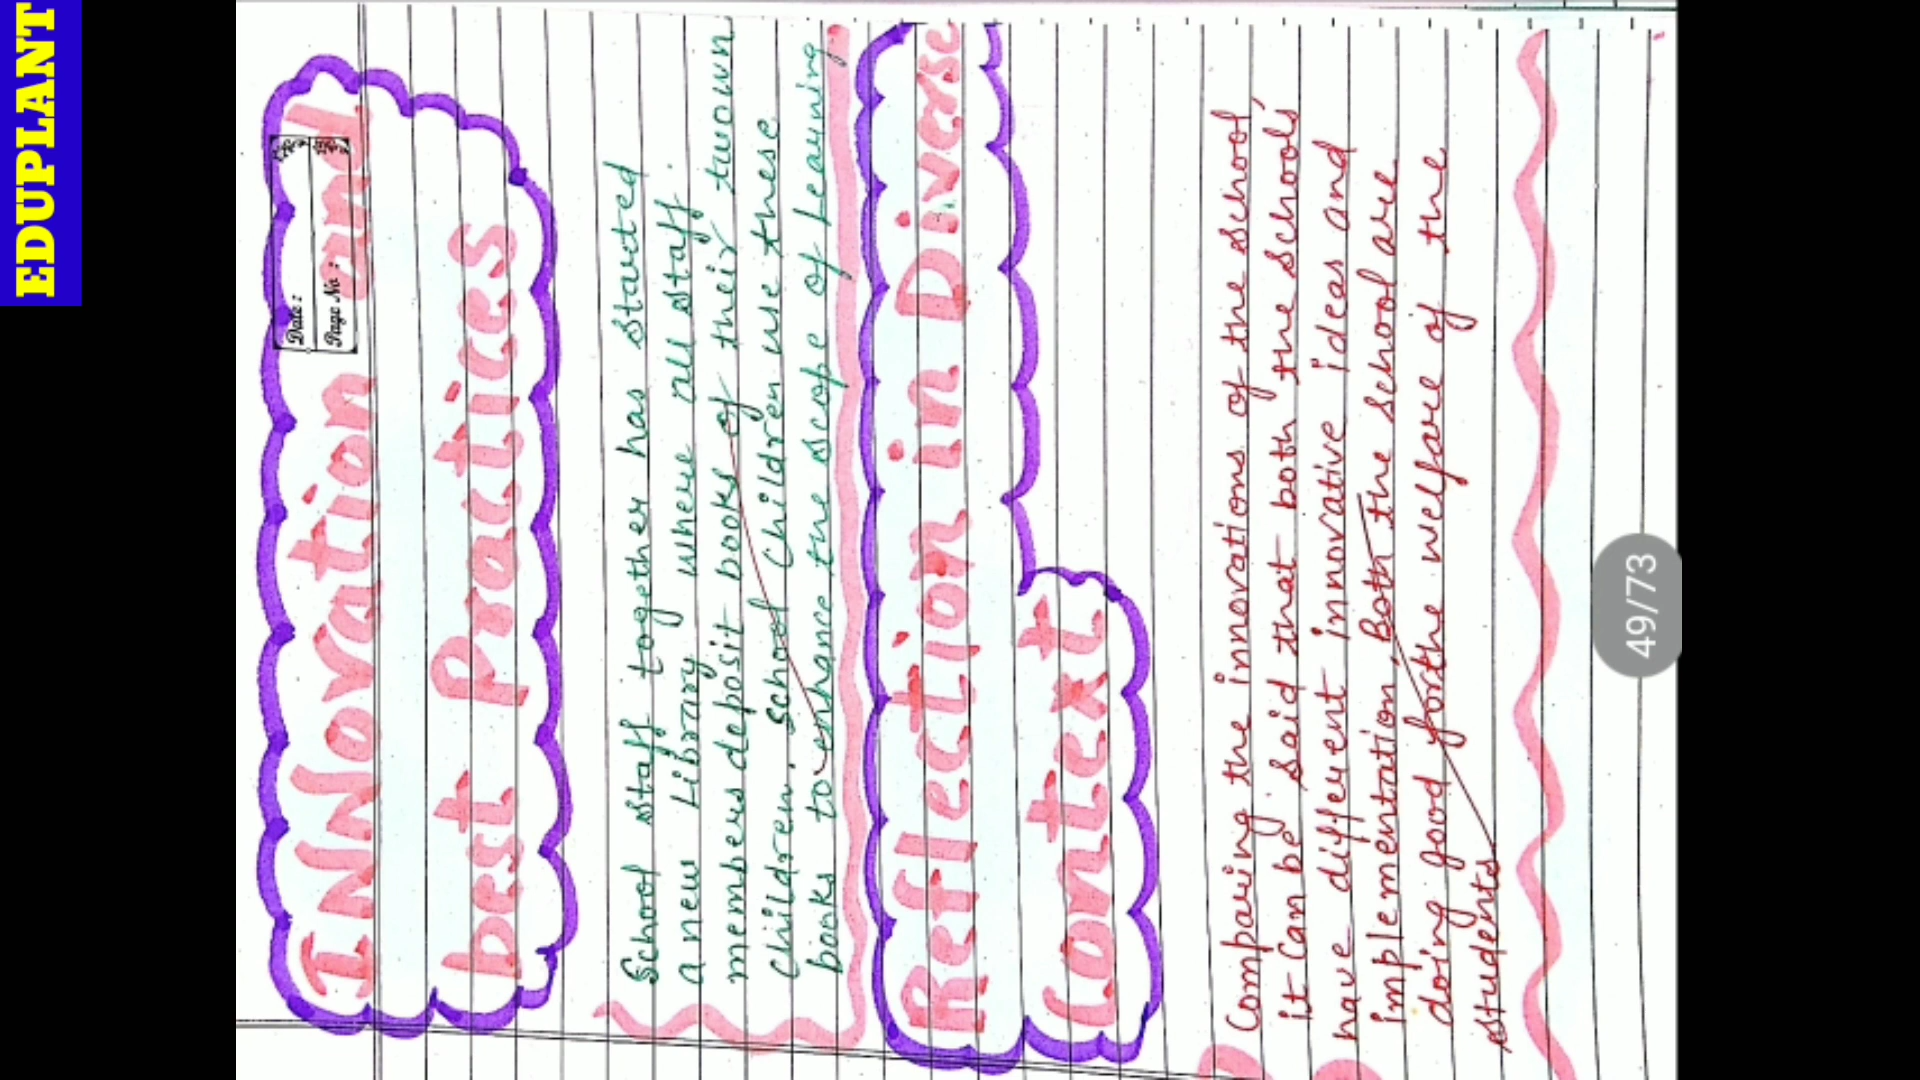 EDUPLANT
Date :
Page No :
INNovation and
best Practices
School staff together has started
a new Library where all staff
members deposit books of their twown
children. school children use these
books to enhance the scope of Learning
Reflection in Diverse
Context
Comparing the innovations of the school,
it can be said that both the schools
have different innovative ideas and
implementation, Both the school are
doing good for the welfare of the
students
49/73